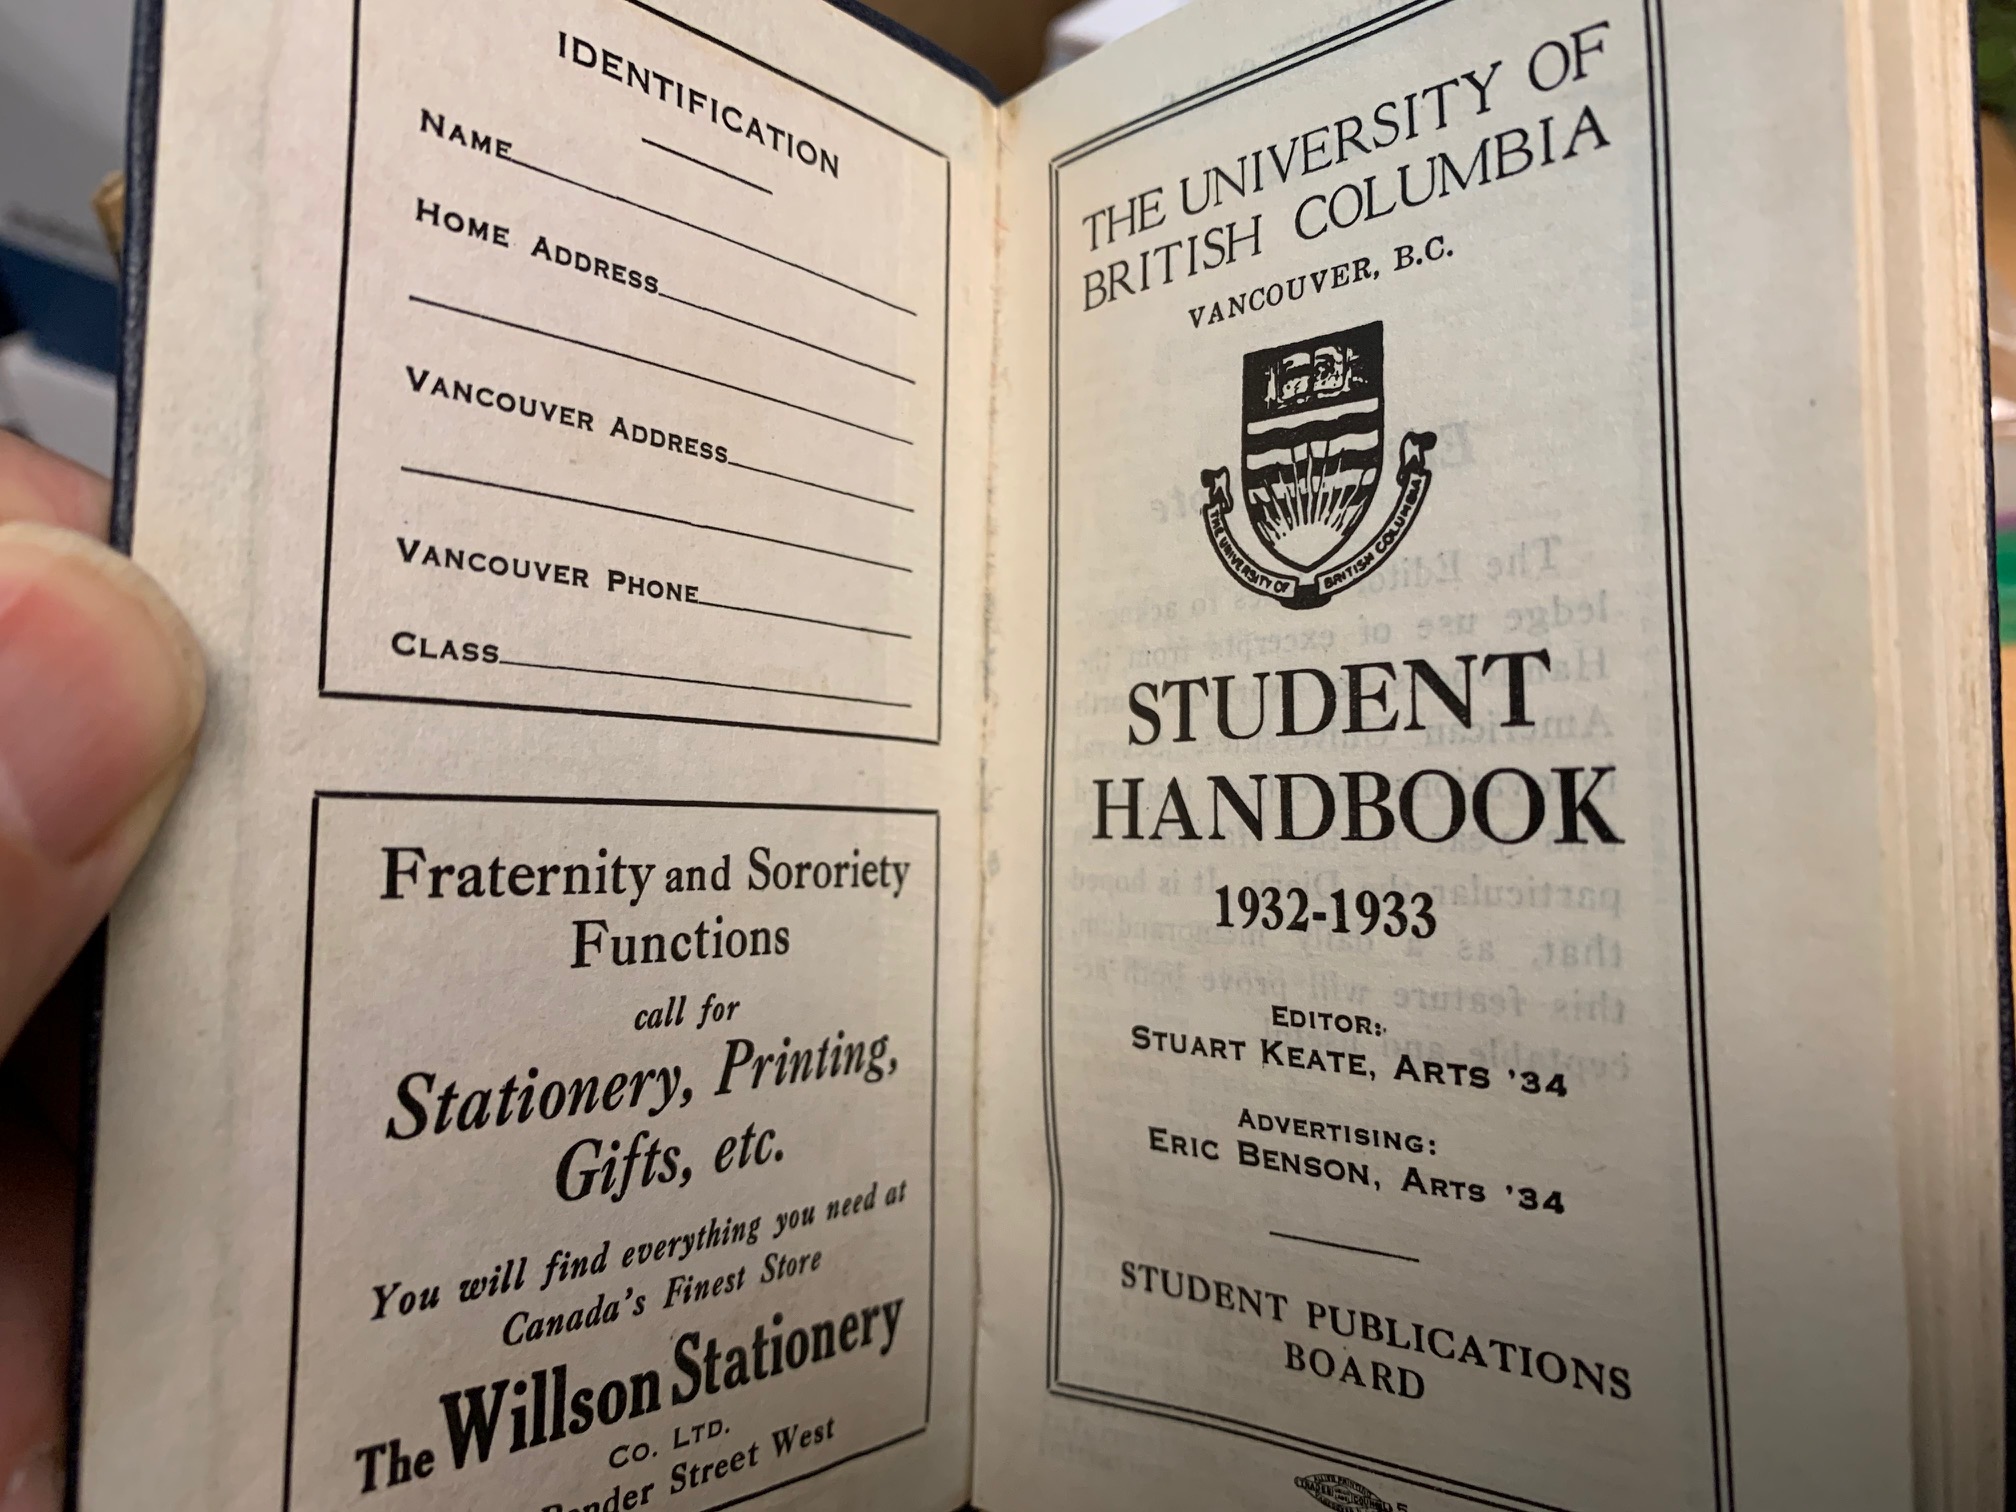 IDENTIFICATION
NAME
HOME ADDRESS
VANCOUVER ADDRESS
VANCOUVER PHONE
CLASS
Fraternity and Sororiety
Functions
call for
Stationery, Printing,
Gifts, etc.
You will find everything you need at
Canada's Finest Store
The Willson Stationery
CO. LTD.
Street West
THE UNIVERSITY OF
BRITISH COLUMBIA
VANCOUVER, B.C.
THE UNIVERSITY OF BRITISH COLUMBIA
STUDENT
HANDBOOK
1932-1933
EDITOR:
STUART KEATE, ARTS '34
ADVERTISING:
ERIC BENSON, ARTS '34
STUDENT PUBLICATIONS
BOARD